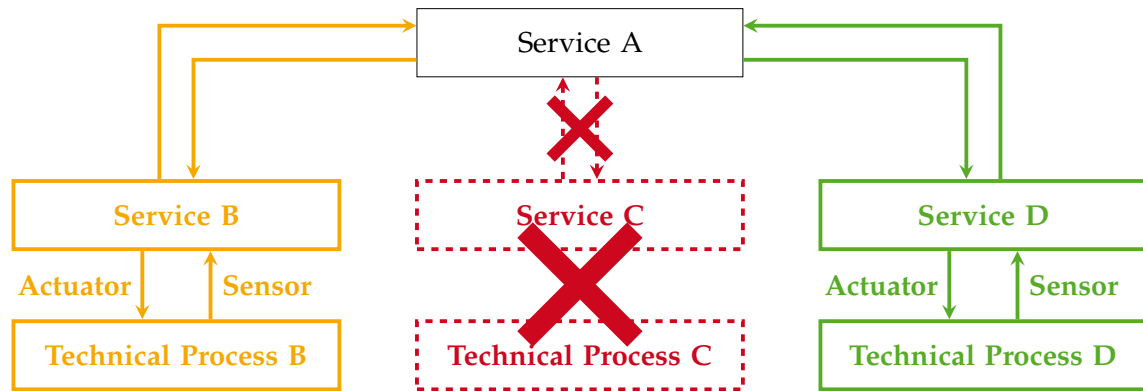 Service A
Service B
Service C
Service D
Actuator
Sensor
Actuator
Sensor
Technical Process B
Technical Process C
Technical Process D